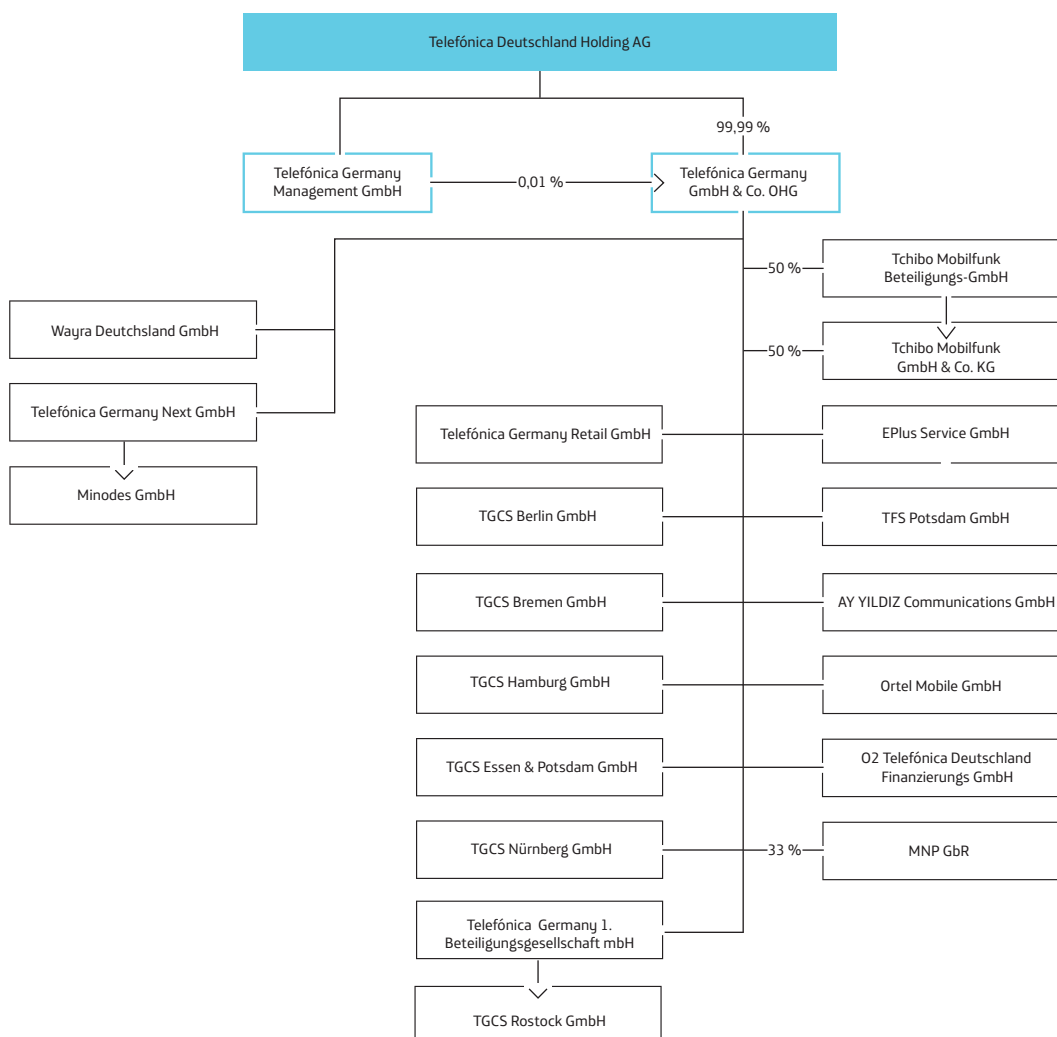 Telefónica Deutschland Holding AG
99,99 %
Telefónica Germany
Management GmbH
0,01 %
Telefónica Germany
GmbH & Co. OHG
50 %
Tchibo Mobilfunk
Beteiligungs-GmbH
Wayra Deutchsland GmbH
50 %
Tchibo Mobilfunk
GmbH & Co. KG
Telefónica Germany Next GmbH
Telefónica Germany Retail GmbH
EPlus Service GmbH
Minodes GmbH
TGCS Berlin GmbH
TFS Potsdam GmbH
TGCS Bremen GmbH
AY YILDIZ Communications GmbH
TGCS Hamburg GmbH
Ortel Mobile GmbH
TGCS Essen & Potsdam GmbH
O2 Telefónica Deutschland
Finanzierungs GmbH
TGCS Nürnberg GmbH
33 %
MNP GbR
Telefónica  Germany 1.
Beteiligungsgesellschaft mbH
TGCS Rostock GmbH